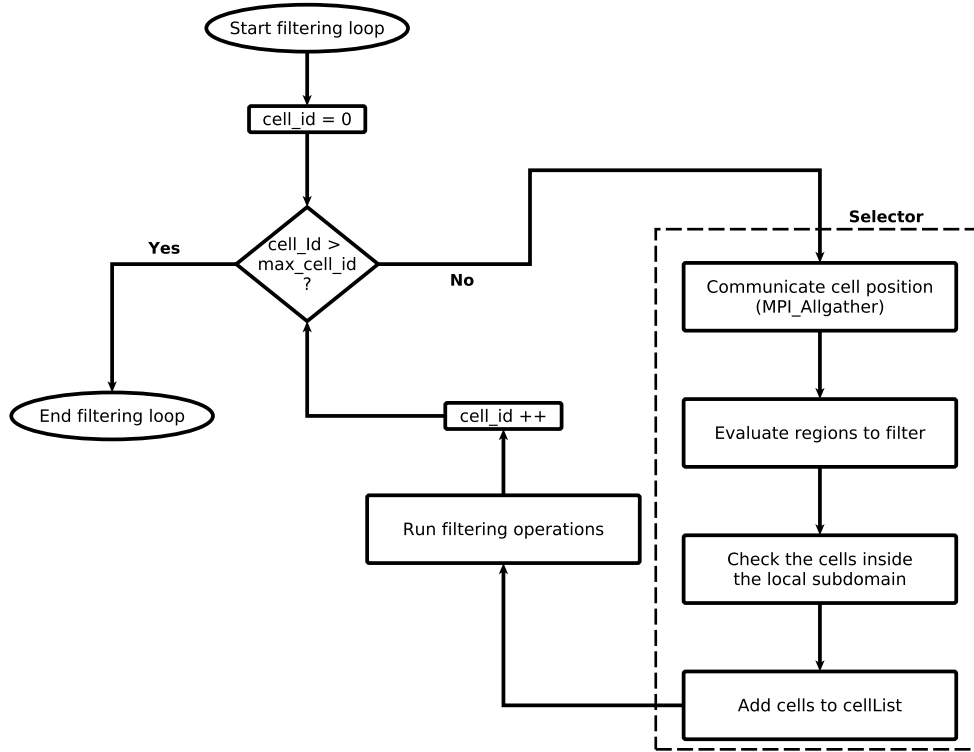 Start filtering loop
cell_id = 0
cell_Id >
max_cell_id
?
Yes
No
End filtering loop
Selector
Communicate cell position
(MPI_Allgather)
Evaluate regions to filter
Check the cells inside
the local subdomain
Add cells to cellList
Run filtering operations
cell_id ++